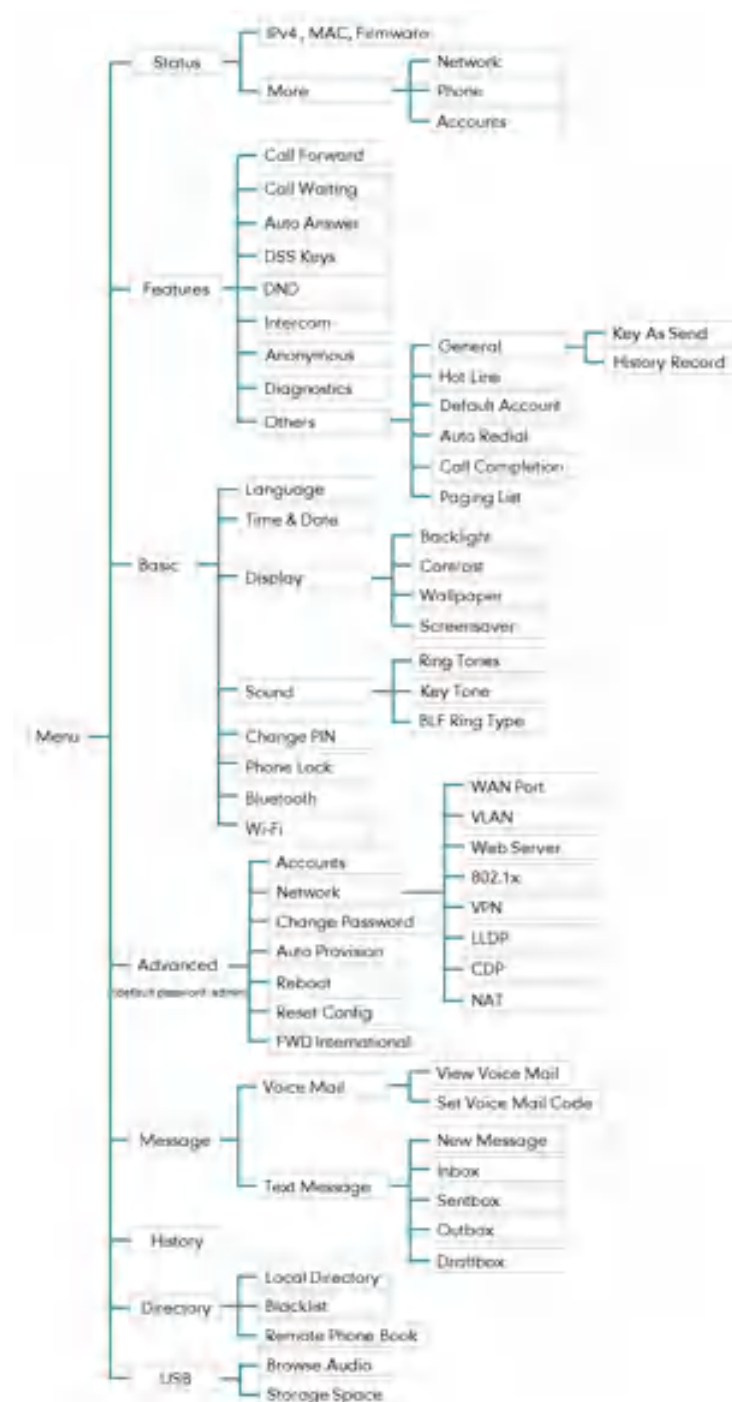 IPv4 , MAC, Firmware
Status
More
Network
Phone
Accounts
Call Forward
Call Waiting
Auto Answer
DSS Keys
Features
DND
Intercom
Anonymous
Diagnostics
Others
General
Key As Send
History Record
Hot Line
Default Account
Auto Redial
Call Completion
Paging List
Language
Time & Date
Basic
Display
Backlight
Contrast
Wallpaper
Screensaver
Sound
Ring Tones
Key Tone
BLF Ring Type
Menu
Change PIN
Phone Lock
Bluetooth
Wi-Fi
Accounts
Network
WAN Port
VLAN
Web Server
802.1x
VPN
LLDP
CDP
NAT
Change Password
Auto Provision
Advanced
Reboot
Reset Config
FWD International
Voice Mail
View Voice Mail
Set Voice Mail Code
Message
Text Message
New Message
Inbox
Sentbox
Outbox
Draftbox
History
Local Directory
Directory
Blacklist
Remote Phone Book
USB
Browse Audio
Storage Space